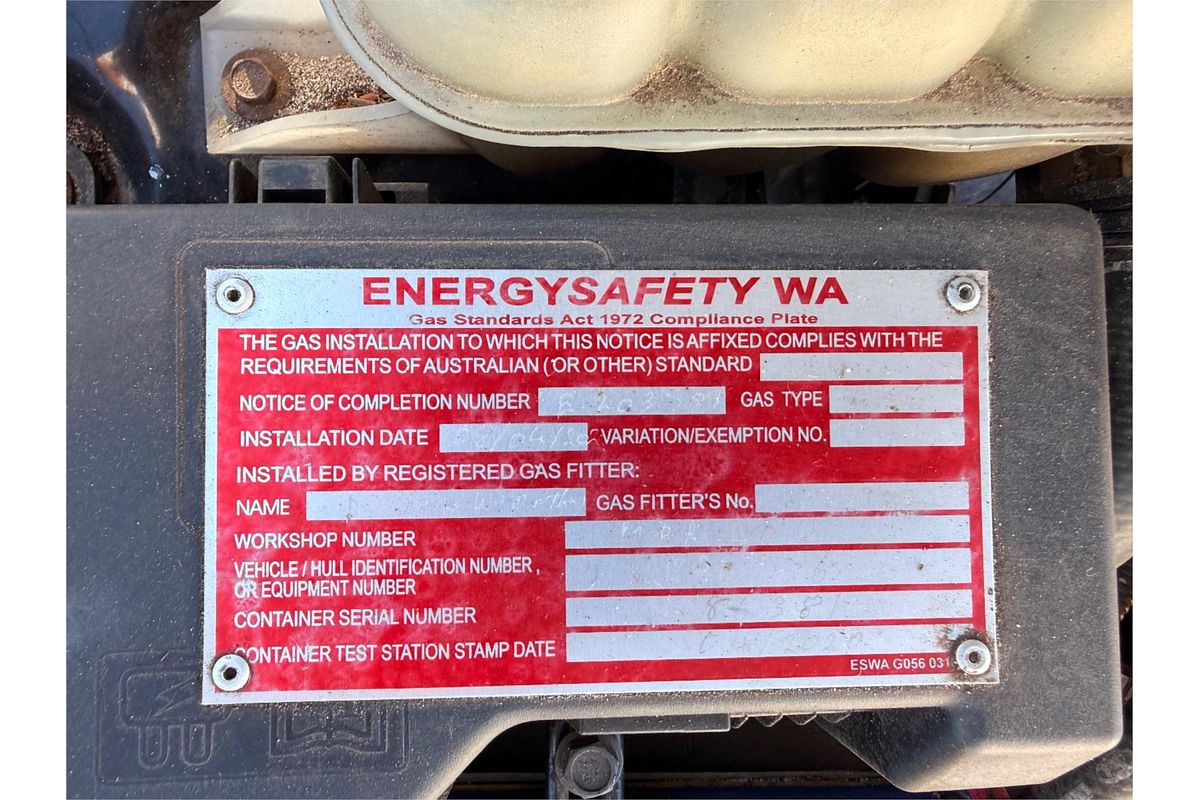 ENERGYSAFETY WA
Gas Standards Act 1972 Compliance Plate
THE GAS INSTALLATION TO WHICH THIS NOTICE IS AFFIXED COMPLIES WITH THE
REQUIREMENTS OF AUSTRALIAN (OR OTHER) STANDARD
NOTICE OF COMPLETION NUMBER GAS TYPE
INSTALLATION DATE VARIATION/EXEMPTION NO.
INSTALLED BY REGISTERED GAS FITTER:
NAME GAS FITTER'S No.
WORKSHOP NUMBER
VEHICLE / HULL IDENTIFICATION NUMBER,
OR EQUIPMENT NUMBER
CONTAINER SERIAL NUMBER
CONTAINER TEST STATION STAMP DATE
ESWA G056 031